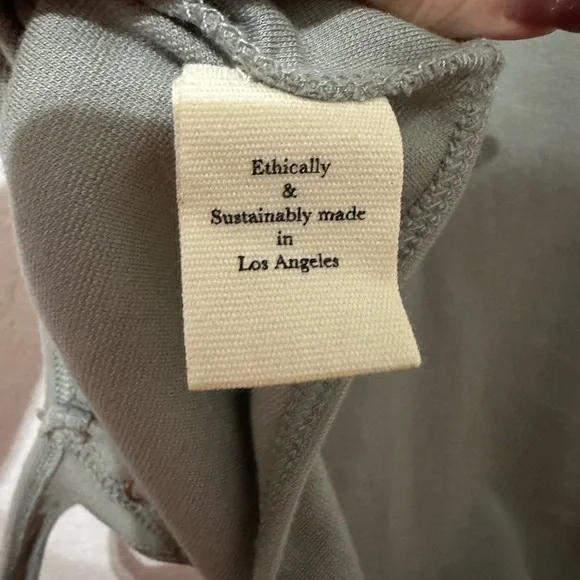 Ethically
&
Sustainably made
in
Los Angeles